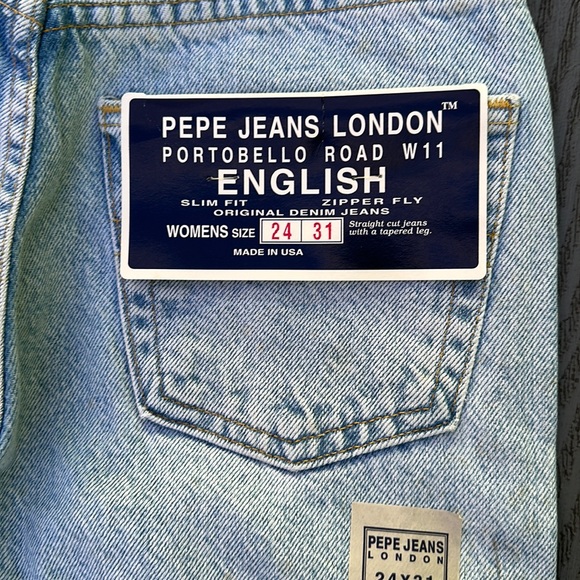 PEPE JEANS LONDON™
PORTOBELLO ROAD W11
ENGLISH
SLIM FIT ZIPPER FLY
ORIGINAL DENIM JEANS
WOMENS SIZE 24 31 Straight cut jeans
with a tapered leg.
MADE IN USA
PEPE JEANS
LONDON
24X31